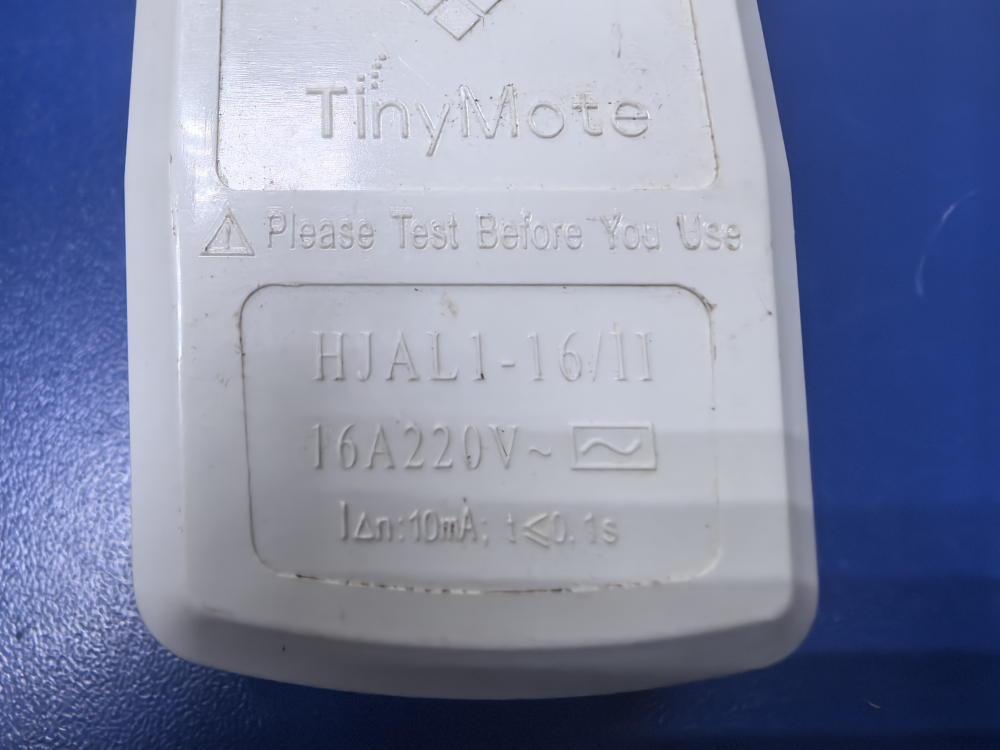 TinyMote
Please Test Before You Use
HJAL1-16/II
16A220V~
I△n:10mA; t≤0.1s